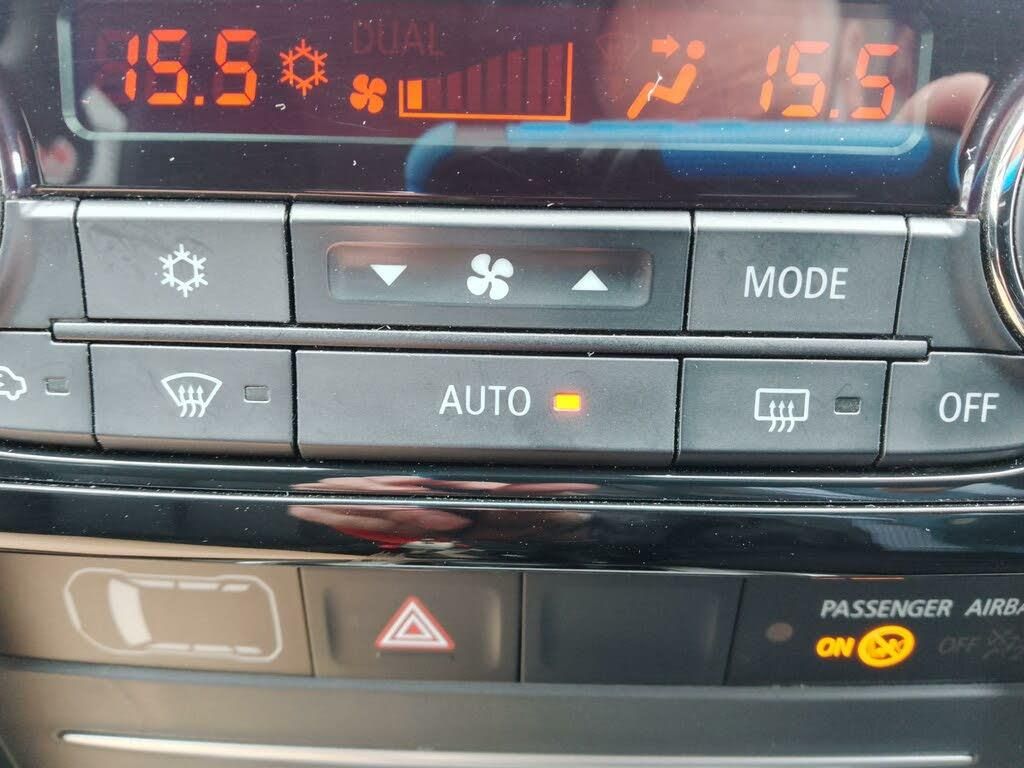 15.5 DUAL 15.5
MODE
AUTO OFF
PASSENGER AIRBA
ON OFF